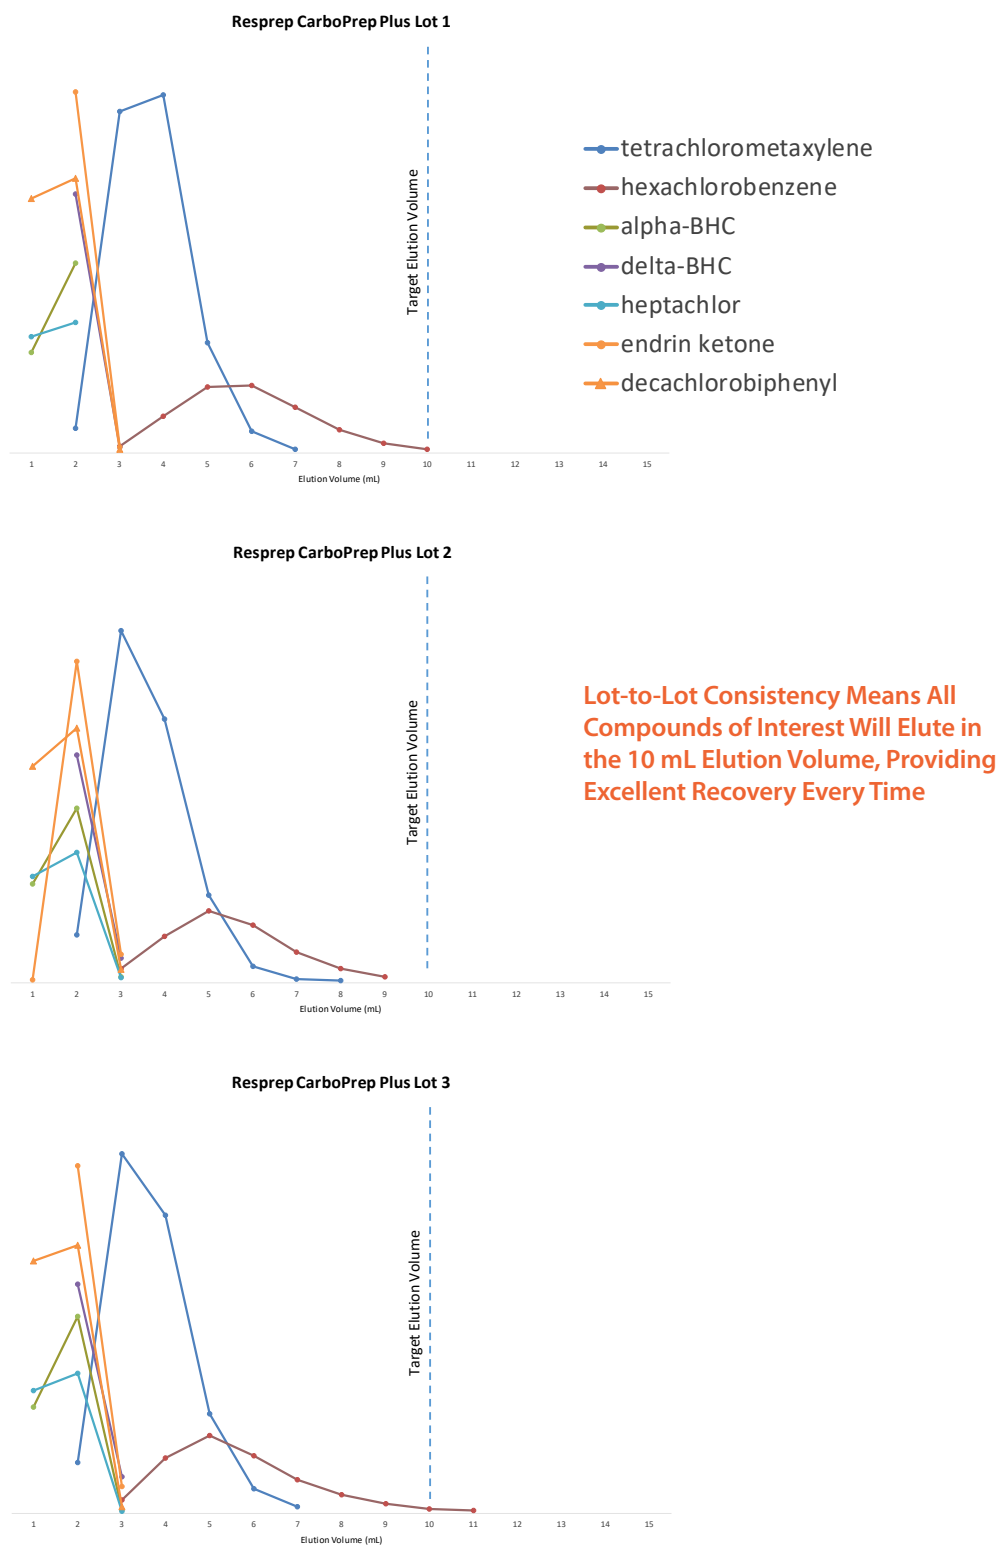 Resprep CarboPrep Plus Lot 1
Target Elution Volume
tetrachlorometaxylene
hexachlorobenzene
alpha-BHC
delta-BHC
heptachlor
endrin ketone
decachlorobiphenyl
1 2 3 4 5 6 7 8 9 10 11 12 13 14 15
Elution Volume (mL)
Resprep CarboPrep Plus Lot 2
Target Elution Volume
Lot-to-Lot Consistency Means All
Compounds of Interest Will Elute in
the 10 mL Elution Volume, Providing
Excellent Recovery Every Time
1 2 3 4 5 6 7 8 9 10 11 12 13 14 15
Elution Volume (mL)
Resprep CarboPrep Plus Lot 3
Target Elution Volume
1 2 3 4 5 6 7 8 9 10 11 12 13 14 15
Elution Volume (mL)